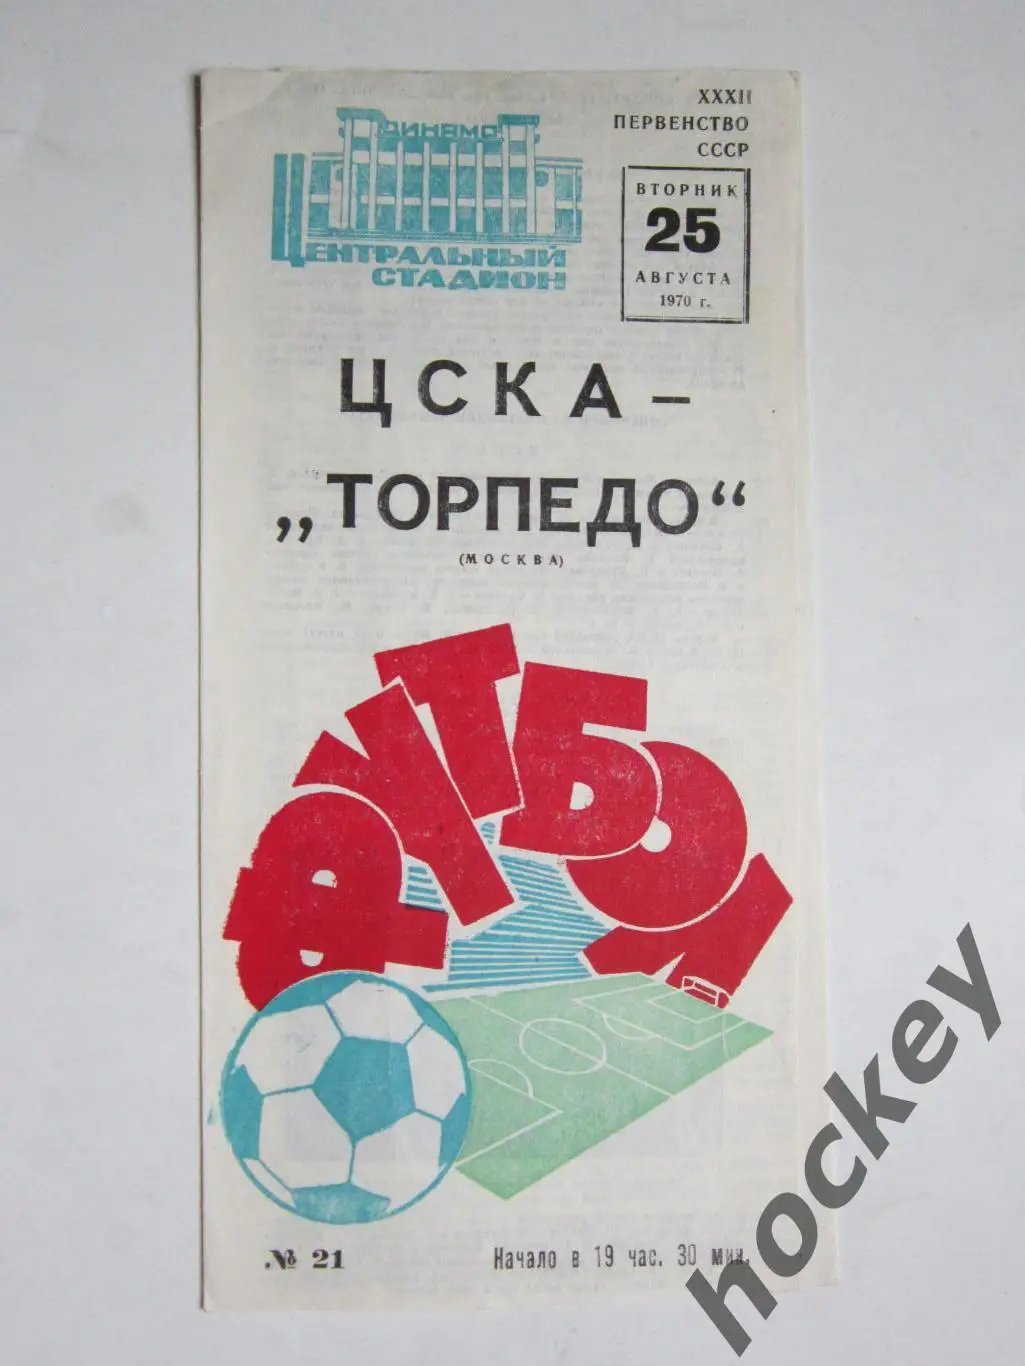 ДИНАМО
ЦЕНТРАЛЬНЫЙ
СТАДИОН
XXXII
ПЕРВЕНСТВО
СССР
ВТОРНИК
25
АВГУСТА
1970 г.
ЦСКА –
„ТОРПЕДО“
(МОСКВА)
ФУТБОЛ
№ 21
Начало в 19 час. 30 мин.
hockey